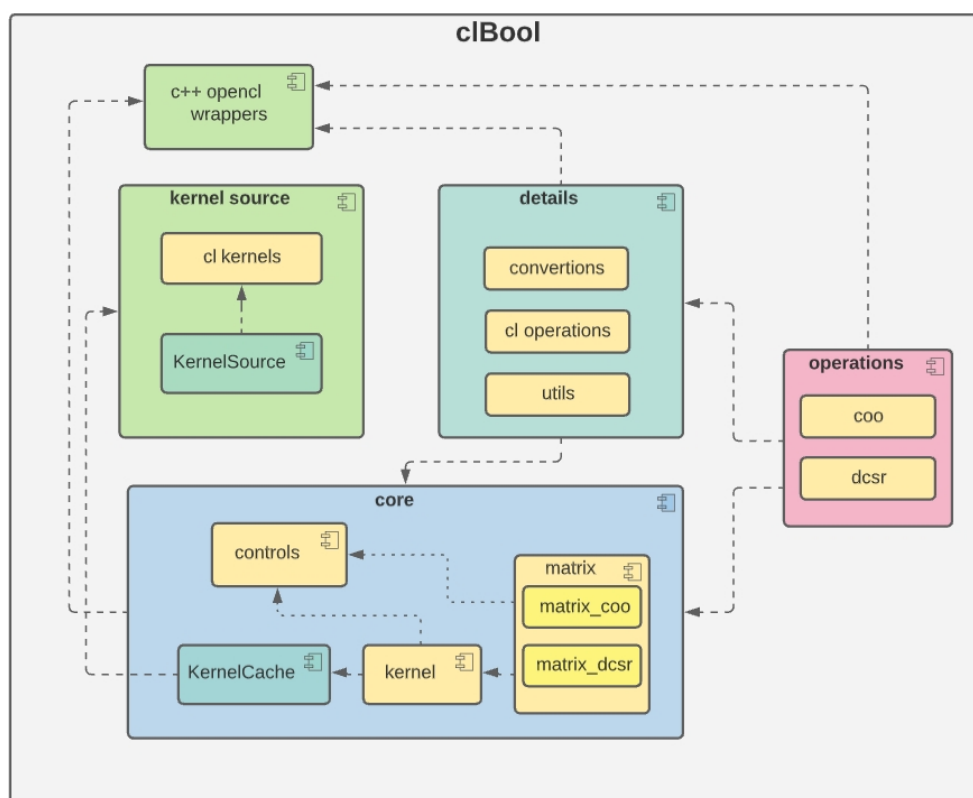 clBool
c++ opencl
wrappers
kernel source
cl kernels
KernelSource
details
convertions
cl operations
utils
operations
coo
dcsr
core
controls
matrix
matrix_coo
matrix_dcsr
KernelCache
kernel